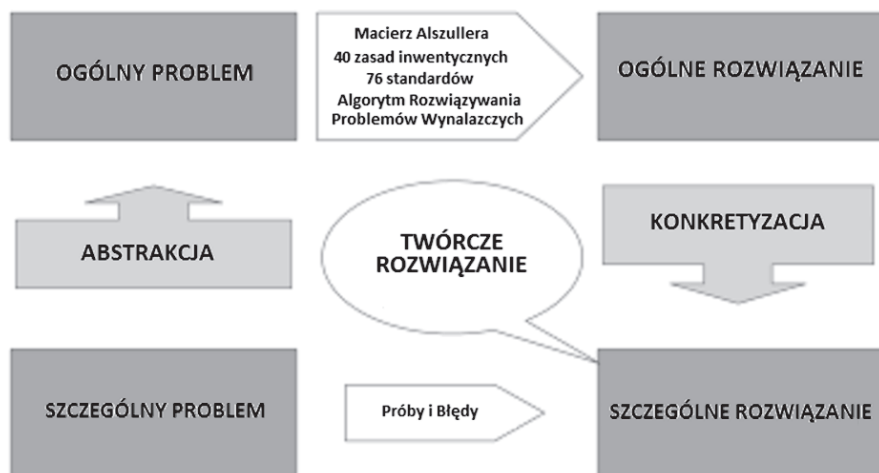 OGÓLNY PROBLEM
Macierz Alszullera
40 zasad inwentycznych
76 standardów
Algorytm Rozwiązywania
Problemów Wynalazczych
OGÓLNE ROZWIĄZANIE
ABSTRAKCJA
TWÓRCZE
ROZWIĄZANIE
KONKRETYZACJA
SZCZEGÓLNY PROBLEM
Próby i Błędy
SZCZEGÓLNE ROZWIĄZANIE